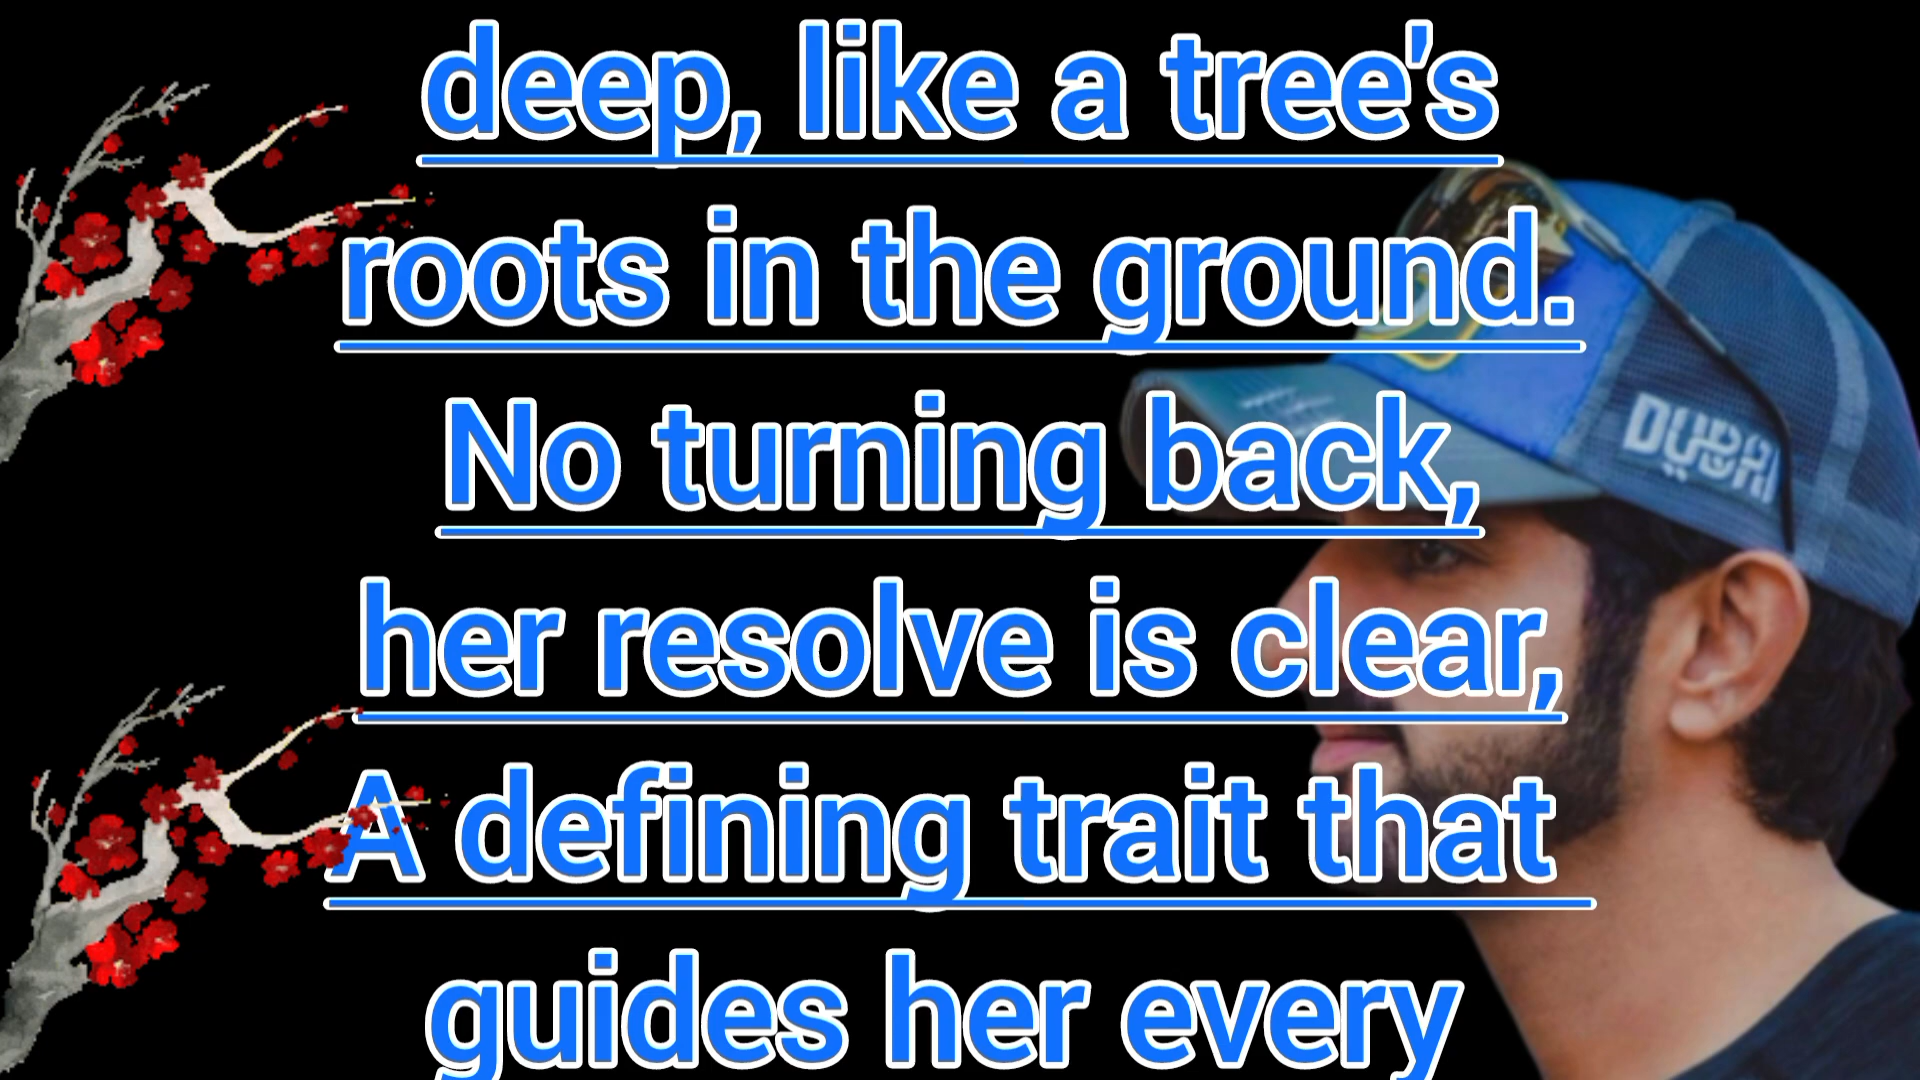 deep, like a tree's
roots in the ground.
No turning back,
her resolve is clear,
A defining trait that
guides her every
DUBAI